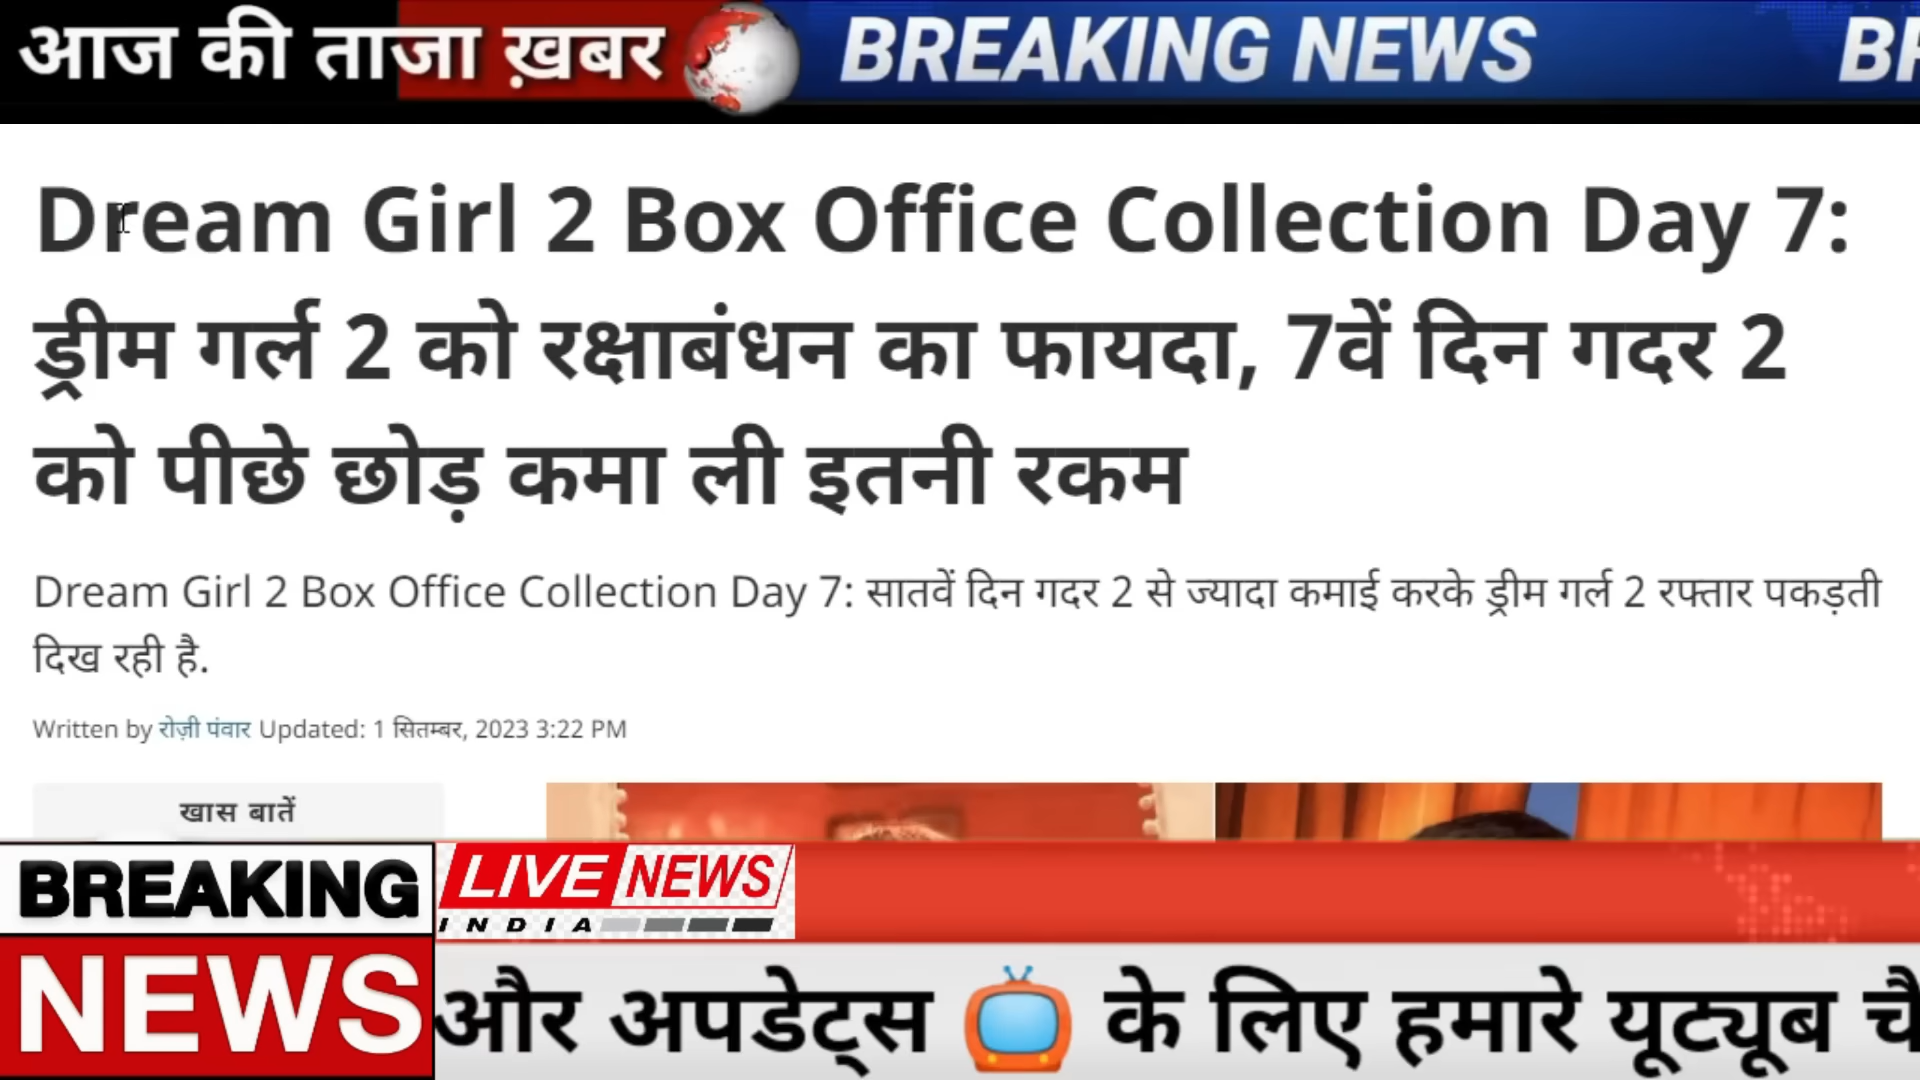 आज की ताजा ख़बर
BREAKING NEWS
BR
Dream Girl 2 Box Office Collection Day 7:
ड्रीम गर्ल 2 को रक्षाबंधन का फायदा, 7वें दिन गदर 2
को पीछे छोड़ कमा ली इतनी रकम
Dream Girl 2 Box Office Collection Day 7: सातवें दिन गदर 2 से ज्यादा कमाई करके ड्रीम गर्ल 2 रफ्तार पकड़ती
दिख रही है.
Written by रोज़ी पंवार Updated: 1 सितम्बर, 2023 3:22 PM
खास बातें
BREAKING
NEWS
LIVE NEWS
INDIA
और अपडेट्स 📺 के लिए हमारे यूट्यूब चै